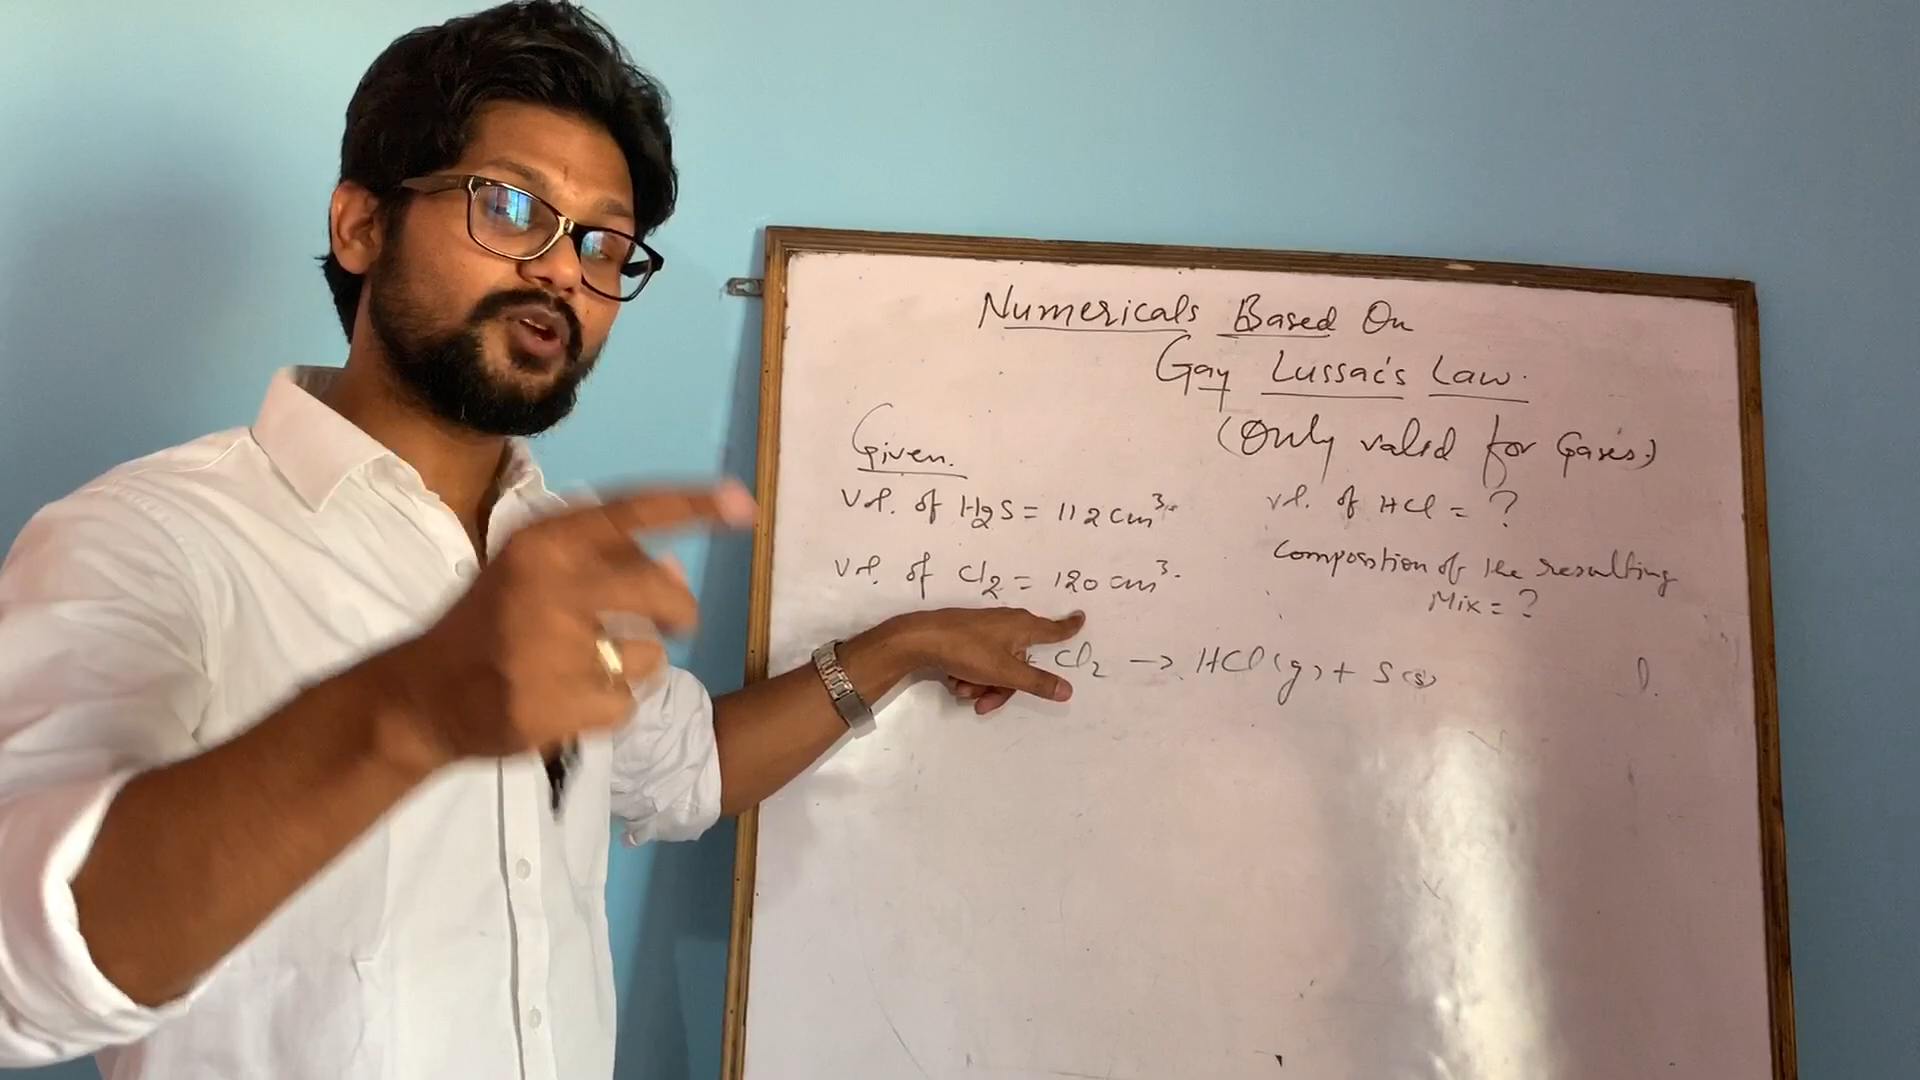 Numericals Based On
Gay Lussac's Law.
(Only valid for Gases)
Given.
vol. of H2S = 112 cm³.
vol. of Cl2 = 120 cm³.
vol. of HCl = ?
Composition of the resulting
Mix = ?
+ Cl2 → HCl(g) + S(s)